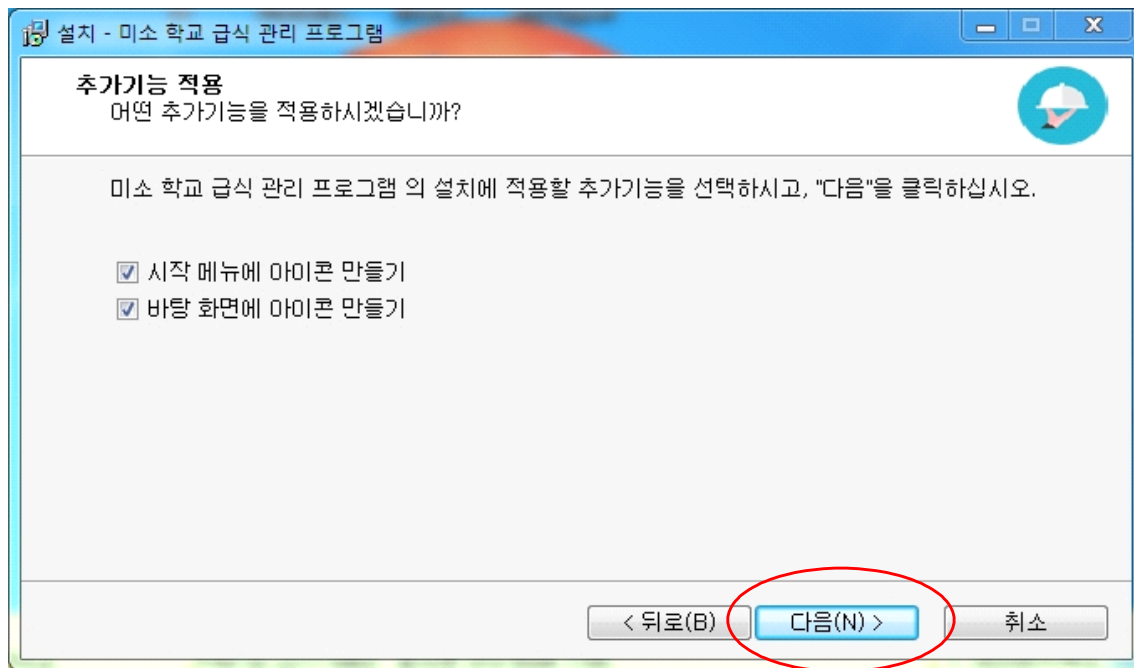 설치 - 미소 학교 급식 관리 프로그램
추가기능 적용
어떤 추가기능을 적용하시겠습니까?
미소 학교 급식 관리 프로그램 의 설치에 적용할 추가기능을 선택하시고, "다음"을 클릭하십시오.
시작 메뉴에 아이콘 만들기
바탕 화면에 아이콘 만들기
< 뒤로(B) 다음(N) > 취소